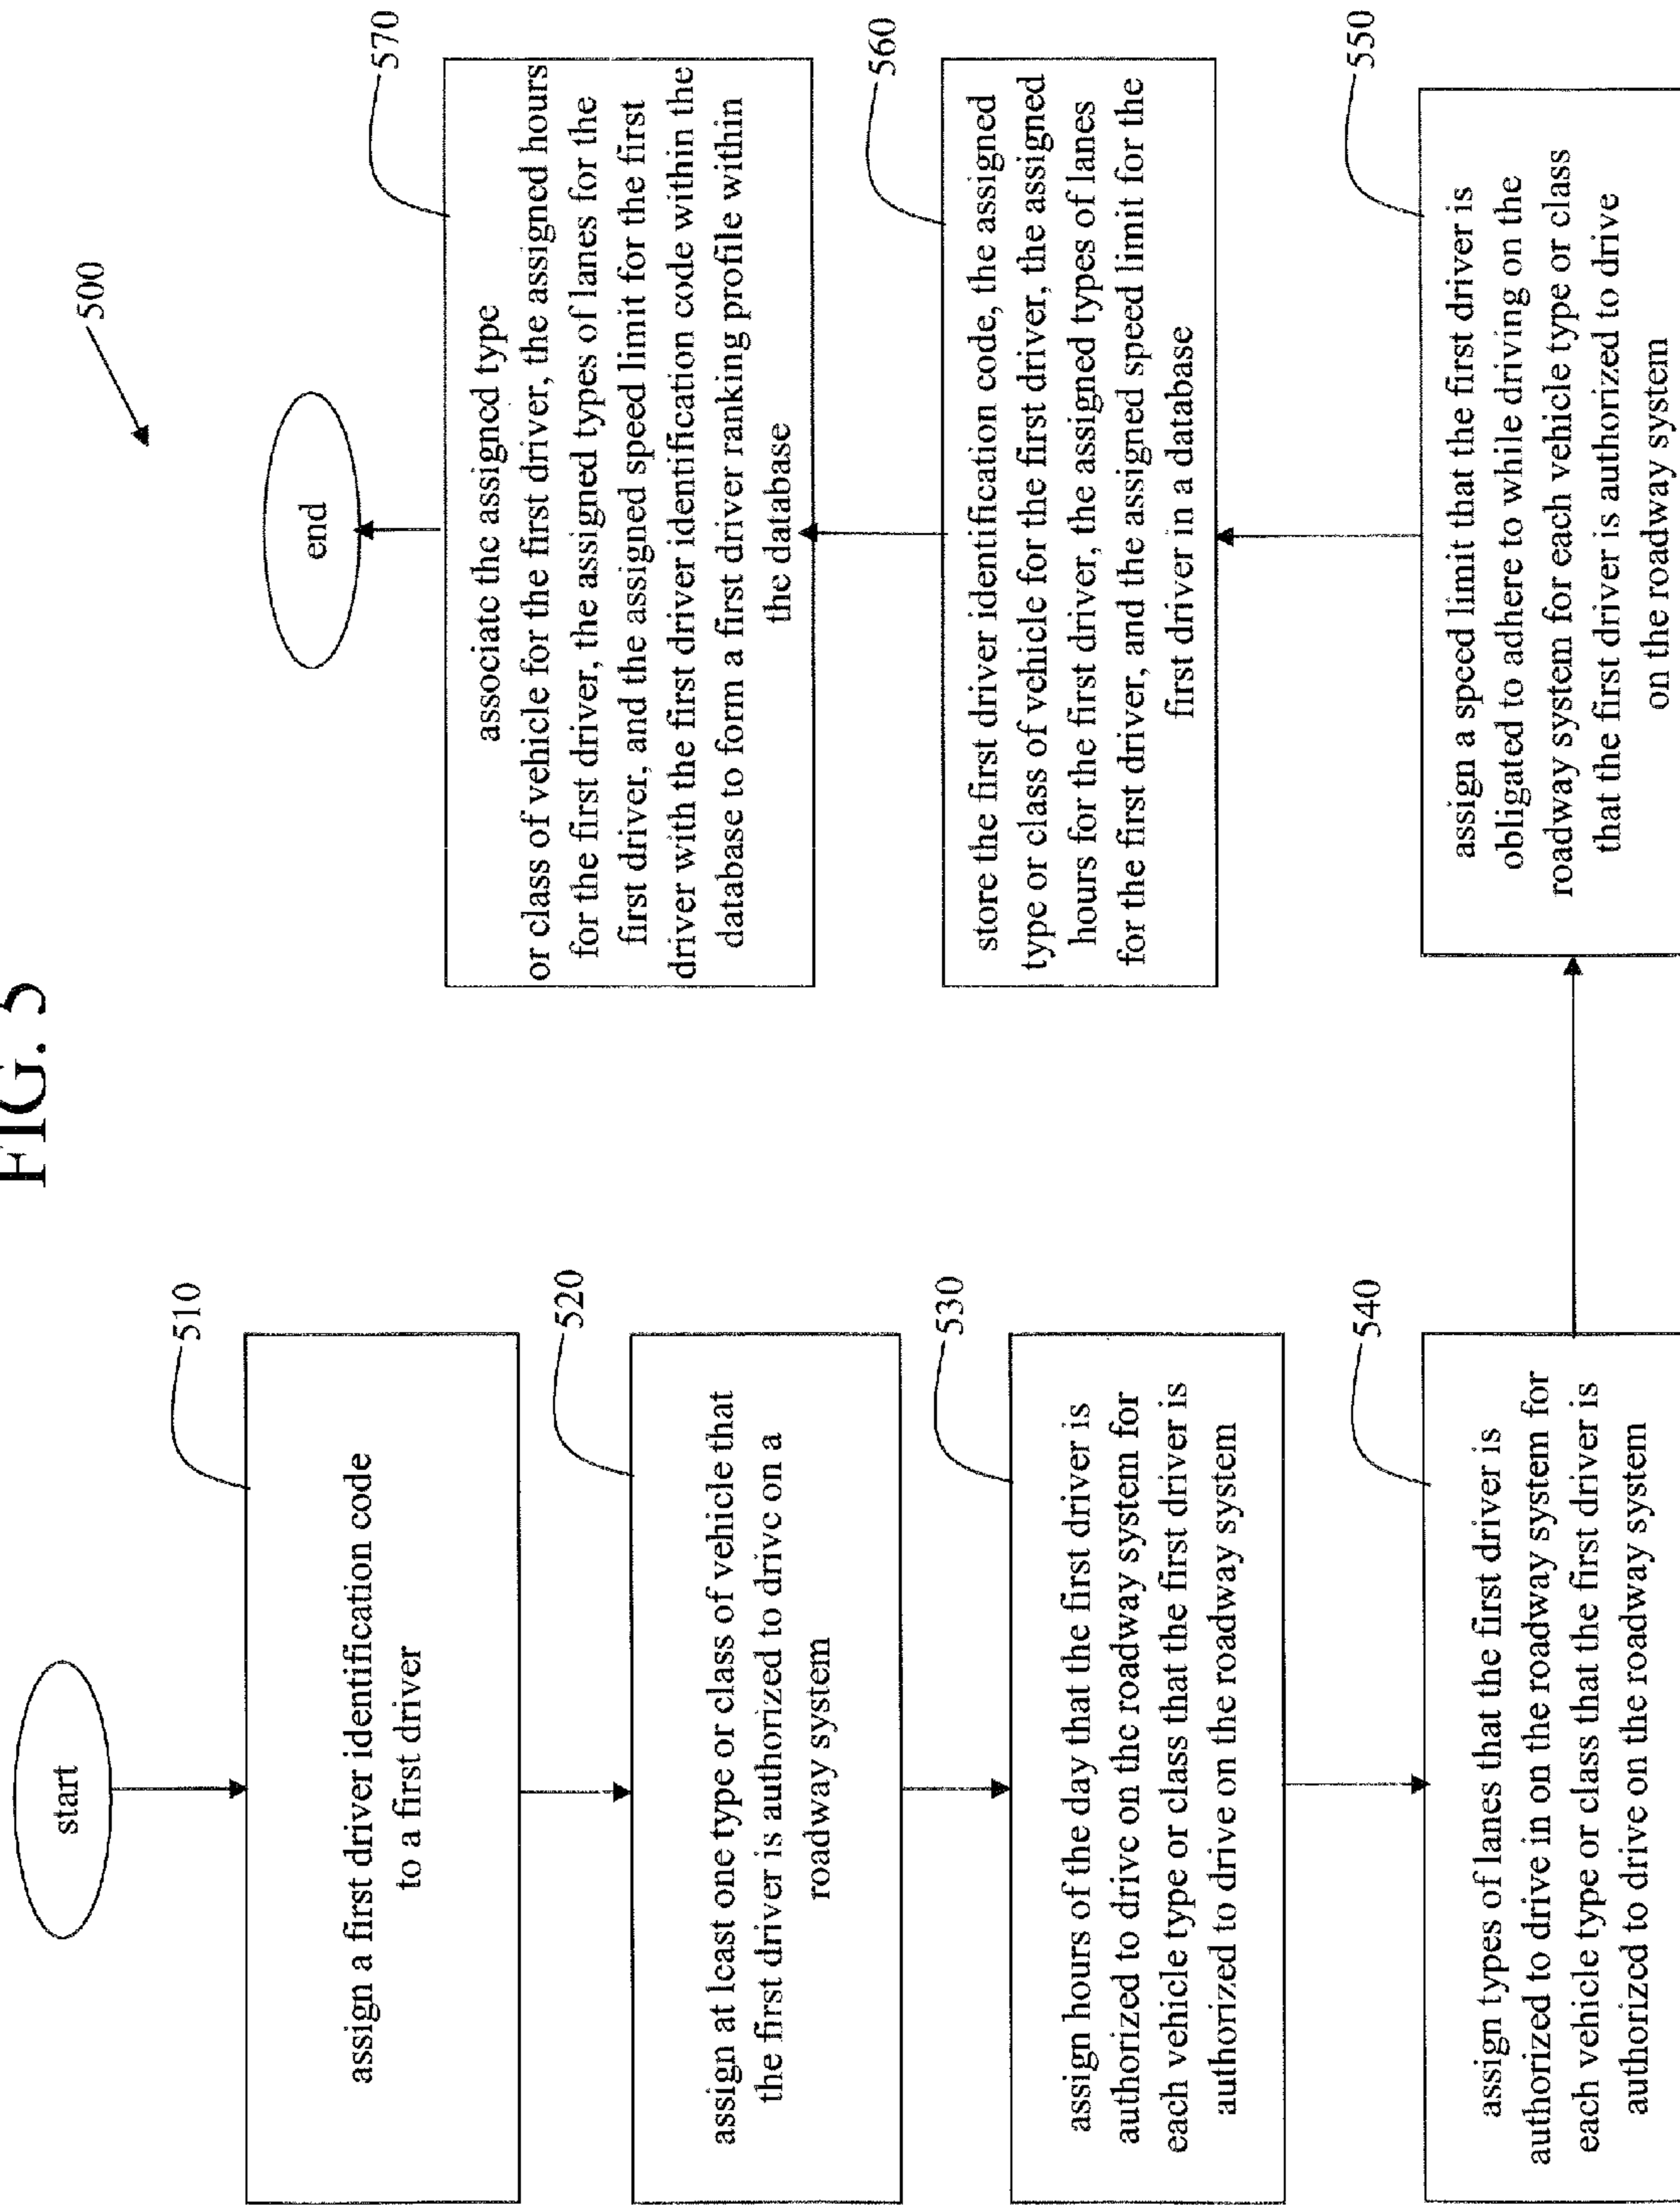 FIG. 5
500
start
510
assign a first driver identification code
to a first driver
520
assign at least one type or class of vehicle that
the first driver is authorized to drive on a
roadway system
530
assign hours of the day that the first driver is
authorized to drive on the roadway system for
each vehicle type or class that the first driver is
authorized to drive on the roadway system
540
assign types of lanes that the first driver is
authorized to drive in on the roadway system for
each vehicle type or class that the first driver is
authorized to drive on the roadway system
550
assign a speed limit that the first driver is
obligated to adhere to while driving on the
roadway system for each vehicle type or class
that the first driver is authorized to drive
on the roadway system
560
store the first driver identification code, the assigned
type or class of vehicle for the first driver, the assigned
hours for the first driver, the assigned types of lanes
for the first driver, and the assigned speed limit for the
first driver in a database
570
associate the assigned type
or class of vehicle for the first driver, the assigned hours
for the first driver, the assigned types of lanes for the
first driver, and the assigned speed limit for the first
driver with the first driver identification code within the
database to form a first driver ranking profile within
the database
end